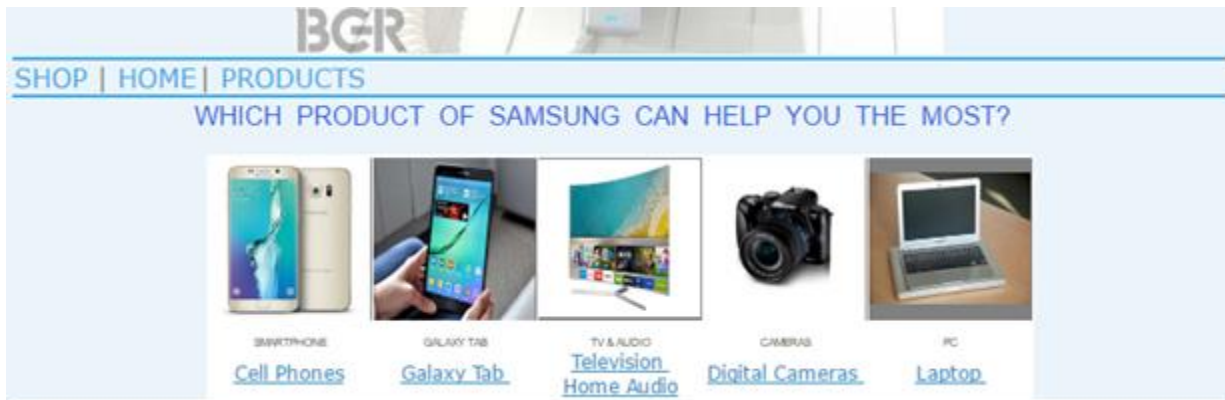 BGR
SHOP | HOME | PRODUCTS
WHICH PRODUCT OF SAMSUNG CAN HELP YOU THE MOST?
SMARTPHONE GALAXY TAB TV & AUDIO CAMERAS PC
Cell Phones Galaxy Tab Television Home Audio Digital Cameras Laptop